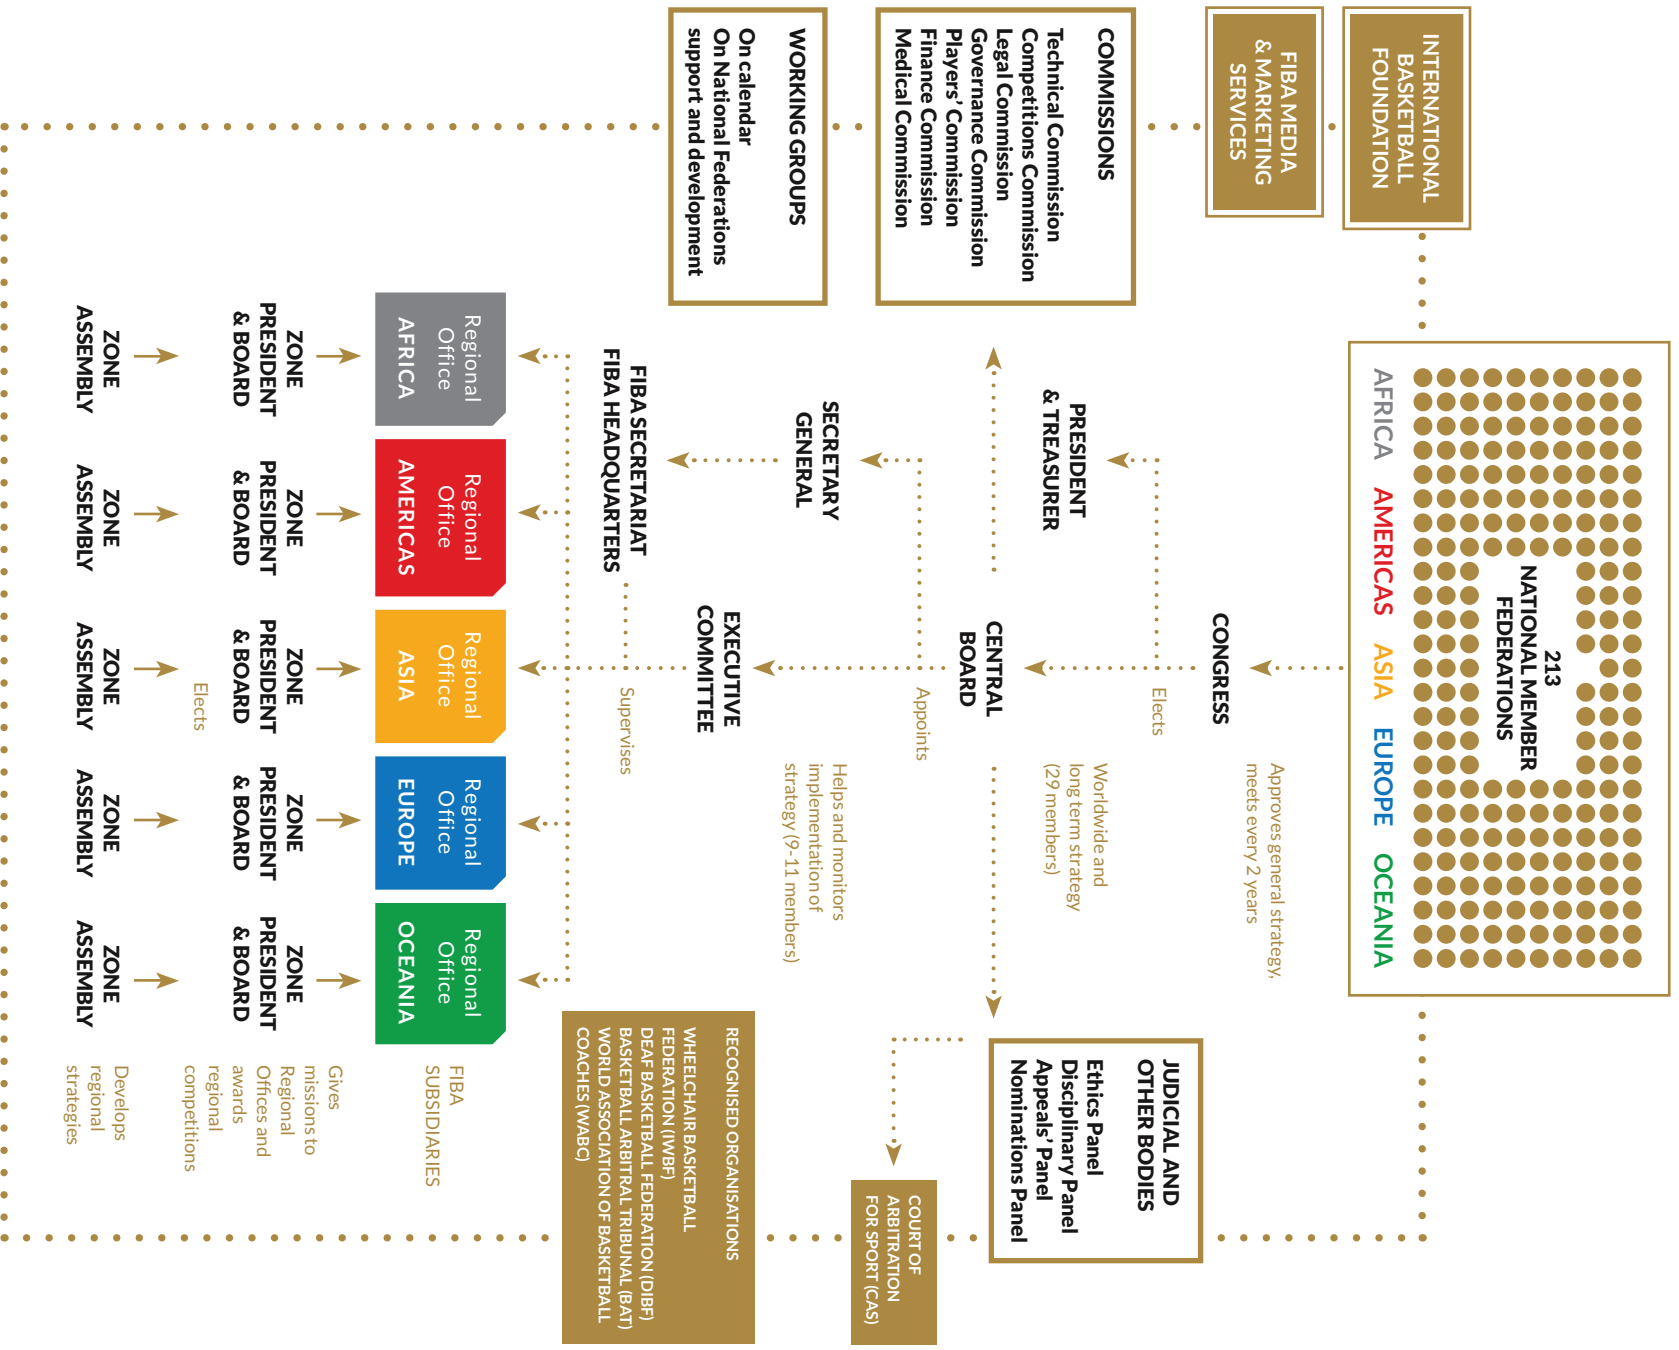 213
NATIONAL MEMBER
FEDERATIONS
AFRICA AMERICAS ASIA EUROPE OCEANIA
INTERNATIONAL
BASKETBALL
FOUNDATION
FIBA MEDIA
& MARKETING
SERVICES
CONGRESS
Approves general strategy,
meets every 2 years
Elects
PRESIDENT
& TREASURER
CENTRAL
BOARD
Worldwide and
long term strategy
(29 members)
COMMISSIONS
Technical Commission
Competitions Commission
Legal Commission
Governance Commission
Players' Commission
Finance Commission
Medical Commission
JUDICIAL AND
OTHER BODIES
Ethics Panel
Disciplinary Panel
Appeals' Panel
Nominations Panel
Appoints
COURT OF
ARBITRATION
FOR SPORT (CAS)
WORKING GROUPS
On calendar
On National Federations
support and development
SECRETARY
GENERAL
EXECUTIVE
COMMITTEE
Helps and monitors
implementation of
strategy (9-11 members)
FIBA SECRETARIAT
FIBA HEADQUARTERS
Supervises
RECOGNISED ORGANISATIONS
WHEELCHAIR BASKETBALL
FEDERATION (IWBF)
DEAF BASKETBALL FEDERATION (DIBF)
BASKETBALL ARBITRAL TRIBUNAL (BAT)
WORLD ASSOCIATION OF BASKETBALL
COACHES (WABC)
Regional
Office
AFRICA
Regional
Office
AMERICAS
Regional
Office
ASIA
Regional
Office
EUROPE
Regional
Office
OCEANIA
FIBA
SUBSIDIARIES
ZONE
PRESIDENT
& BOARD
ZONE
PRESIDENT
& BOARD
ZONE
PRESIDENT
& BOARD
ZONE
PRESIDENT
& BOARD
ZONE
PRESIDENT
& BOARD
Gives
missions to
Regional
Offices and
awards
regional
competitions
Elects
ZONE
ASSEMBLY
ZONE
ASSEMBLY
ZONE
ASSEMBLY
ZONE
ASSEMBLY
ZONE
ASSEMBLY
Develops
regional
strategies